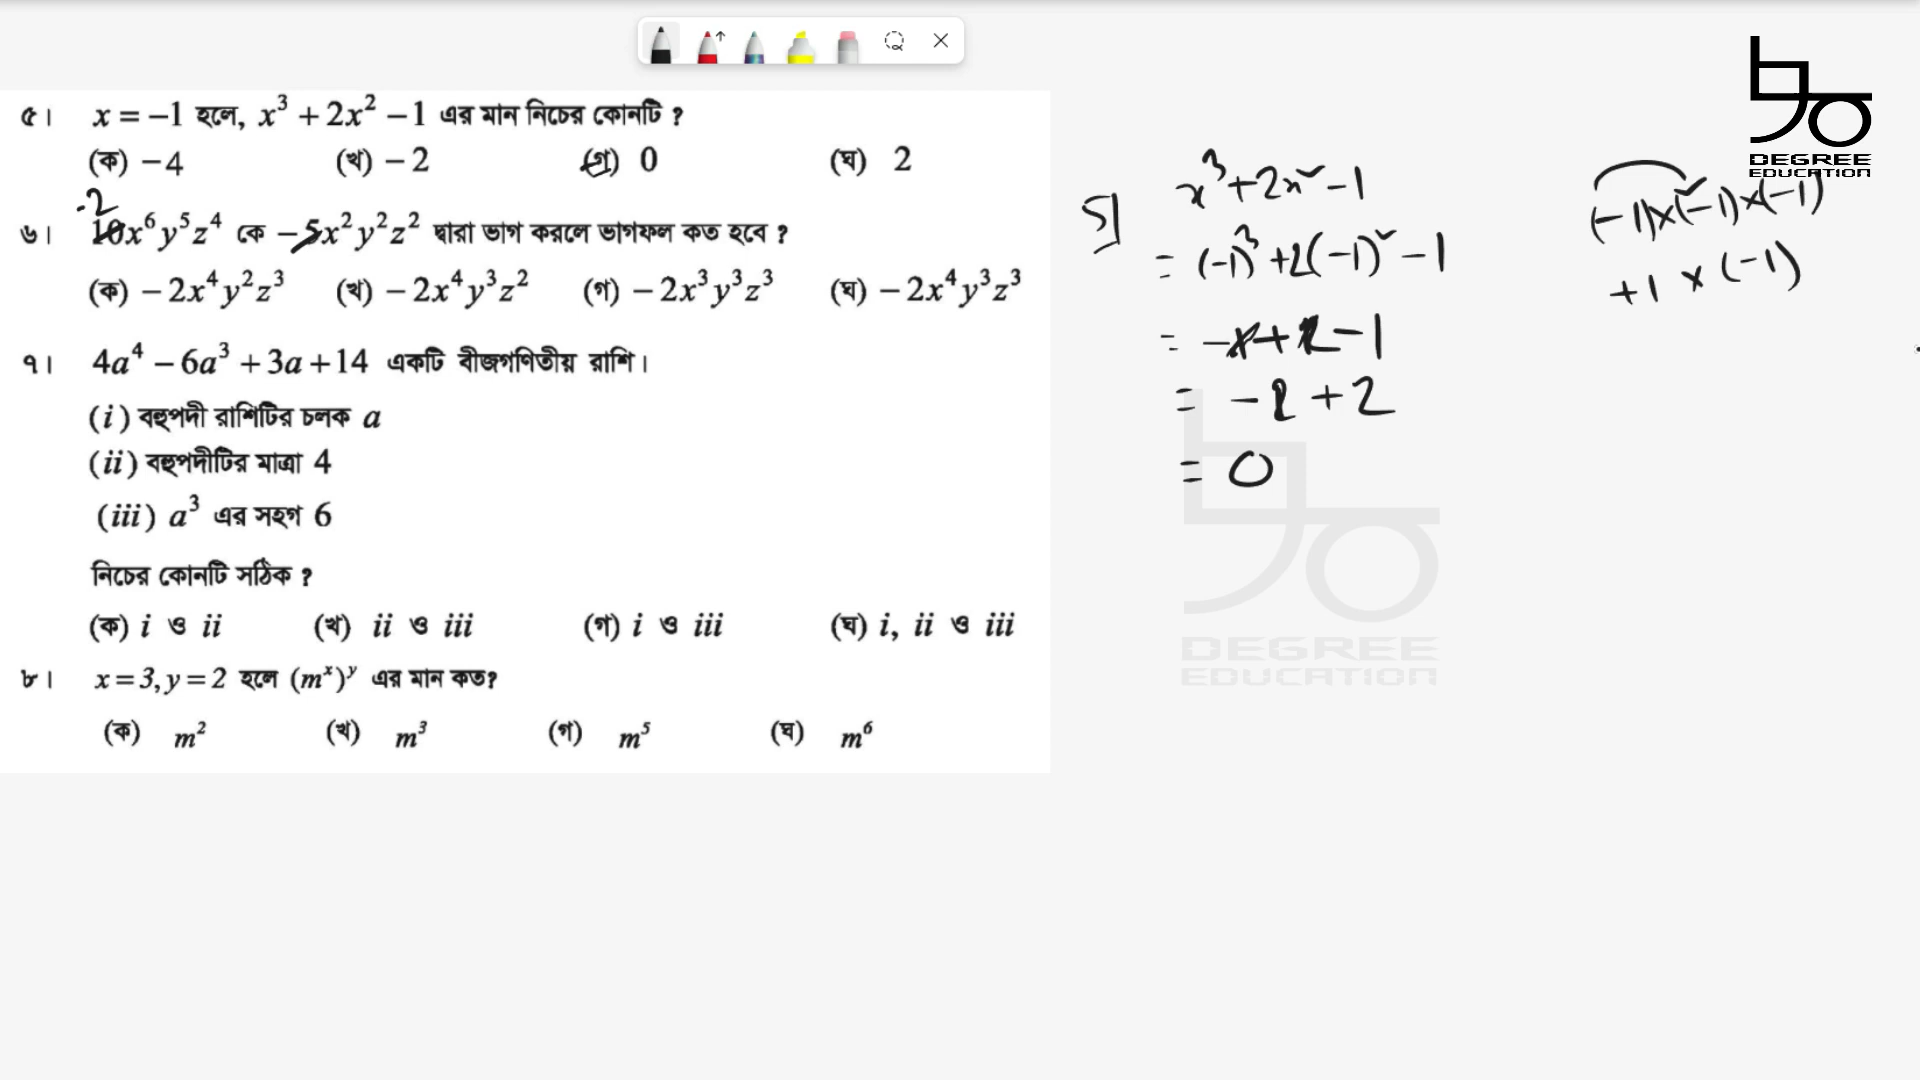 DEGREE
EDUCATION
৫। x = -1 হলে, x³ + 2x² - 1 এর মান নিচের কোনটি ?
(ক) -4 (খ) -2 (গ) 0 (ঘ) 2
-2
৬। 10x⁶y⁵z⁴ কে -5x²y²z² দ্বারা ভাগ করলে ভাগফল কত হবে ?
(ক) -2x⁴y²z³ (খ) -2x⁴y³z² (গ) -2x³y³z³ (ঘ) -2x⁴y³z³
৭। 4a⁴ - 6a³ + 3a + 14 একটি বীজগণিতীয় রাশি।
(i) বহুপদী রাশিটির চলক a
(ii) বহুপদীটির মাত্রা 4
(iii) a³ এর সহগ 6
নিচের কোনটি সঠিক ?
(ক) i ও ii (খ) ii ও iii (গ) i ও iii (ঘ) i, ii ও iii
৮। x=3, y=2 হলে (mˣ)ʸ এর মান কত?
(ক) m² (খ) m³ (গ) m⁵ (ঘ) m⁶
5|
x³+2x²-1
= (-1)³+2(-1)²-1
= -1+2-1
= -2+2
= 0
(-1)×(-1)×(-1)
+1 × (-1)
DEGREE
EDUCATION